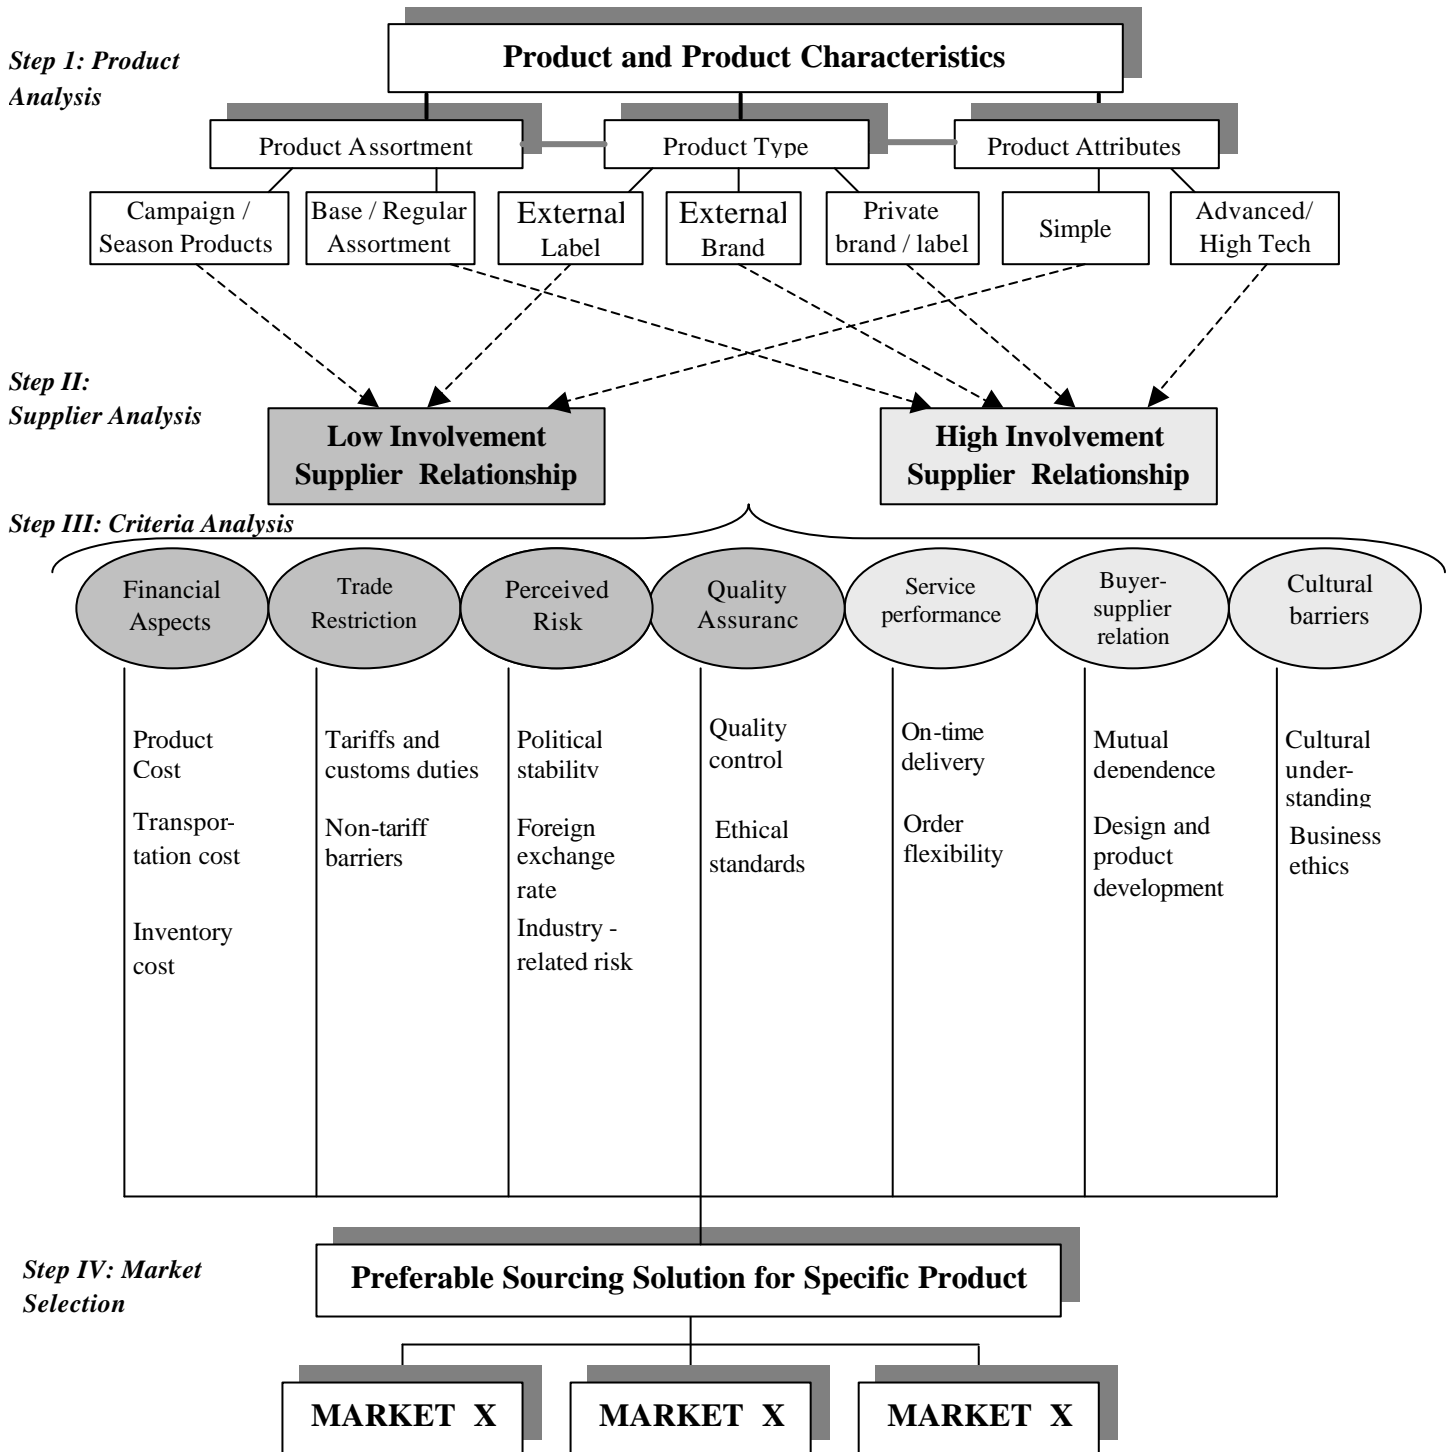 Product and Product Characteristics
Step 1: Product
Analysis
Product Assortment
Product Type
Product Attributes
Campaign /
Season Products
Base / Regular
Assortment
External
Label
External
Brand
Private
brand / label
Simple
Advanced/
High Tech
Step II:
Supplier Analysis
Low Involvement
Supplier Relationship
High Involvement
Supplier Relationship
Step III: Criteria Analysis
Financial
Aspects
Trade
Restriction
Perceived
Risk
Quality
Assuranc
Service
performance
Buyer-
supplier
relation
Cultural
barriers
Product
Cost
Transpor-
tation cost
Inventory
cost
Tariffs and
customs duties
Non-tariff
barriers
Political
stability
Foreign
exchange
rate
Industry -
related risk
Quality
control
Ethical
standards
On-time
delivery
Order
flexibility
Mutual
dependence
Design and
product
development
Cultural
under-
standing
Business
ethics
Step IV: Market
Selection
Preferable Sourcing Solution for Specific Product
MARKET X
MARKET X
MARKET X